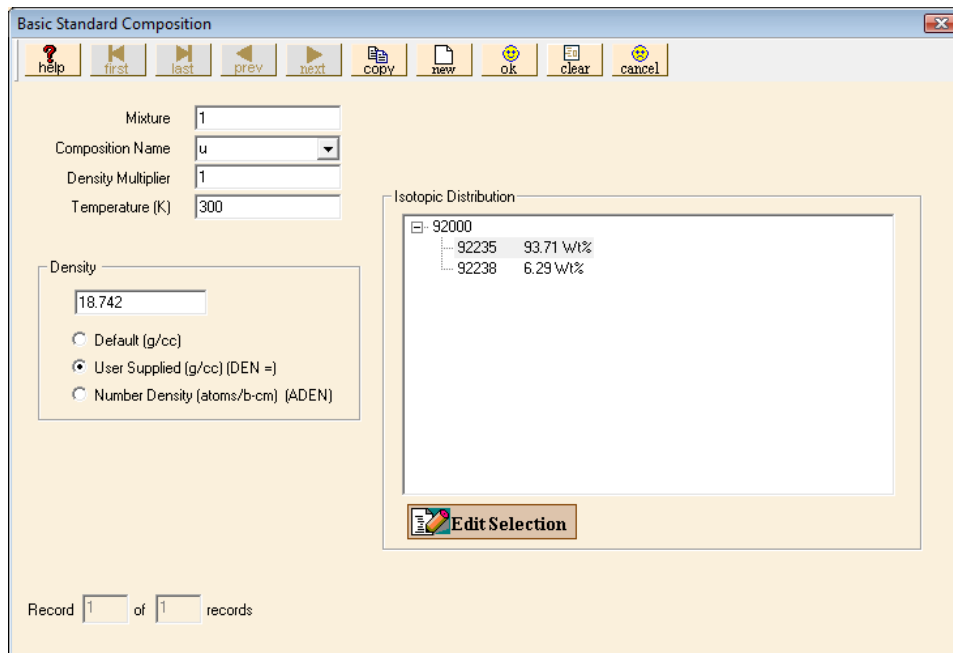 Basic Standard Composition
help first last prev next copy new ok clear cancel
Mixture 1
Composition Name u
Density Multiplier 1
Temperature (K) 300
Density
18.742
Default (g/cc)
User Supplied (g/cc) (DEN =)
Number Density (atoms/b-cm) (ADEN)
Isotopic Distribution
92000
92235 93.71 Wt%
92238 6.29 Wt%
Edit Selection
Record 1 of 1 records